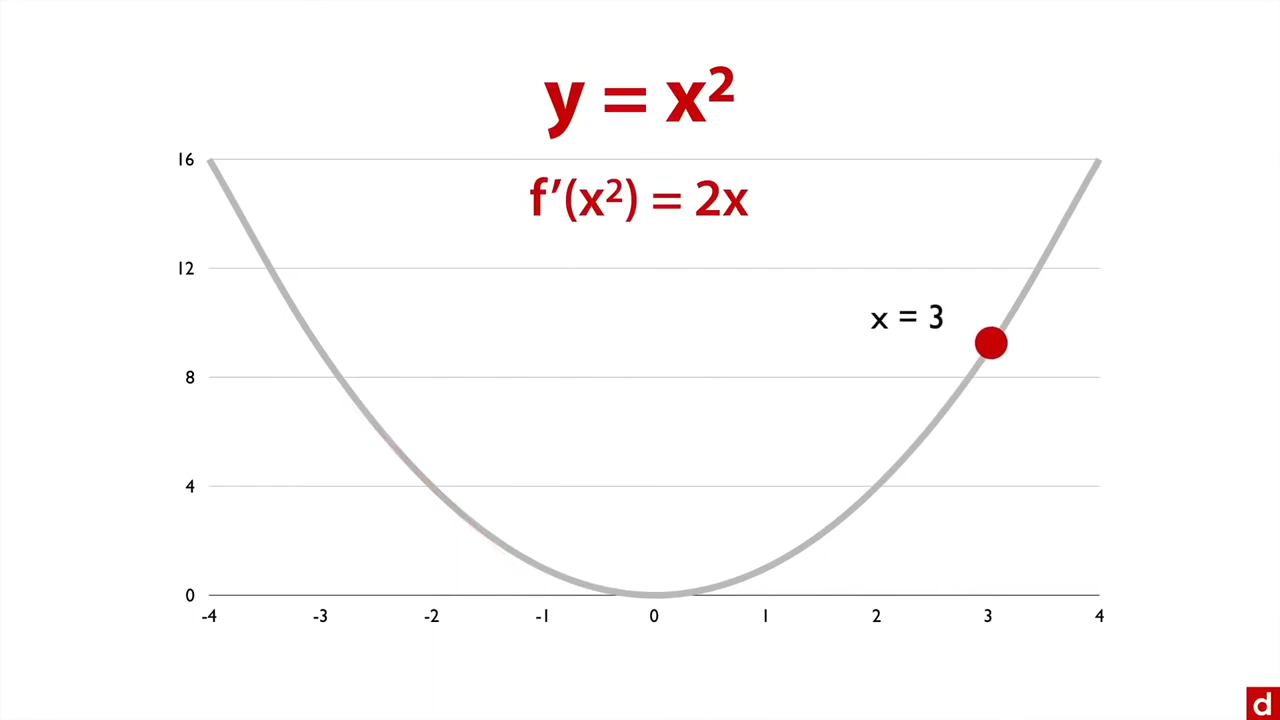 y = x²
16
f′(x²) = 2x
12
x = 3
8
4
0
-4 -3 -2 -1 0 1 2 3 4
d